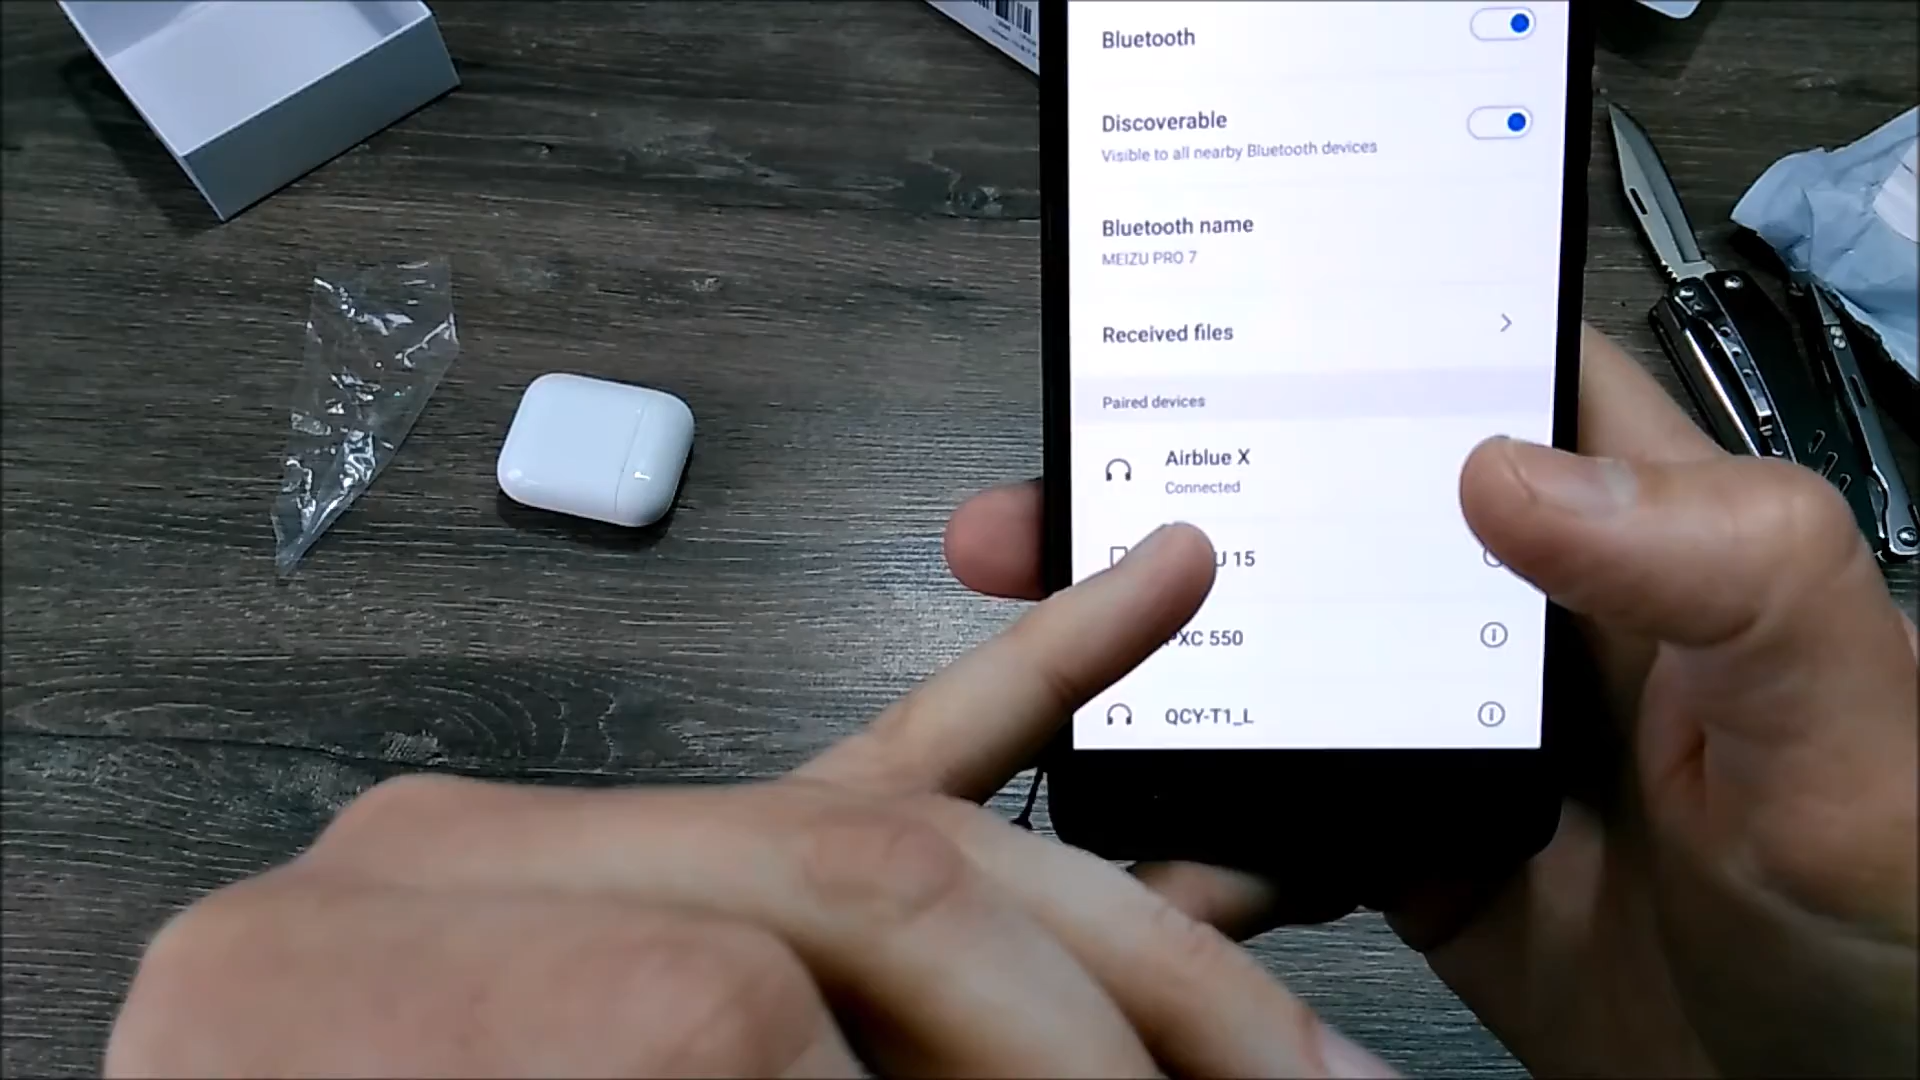 Bluetooth
Discoverable
Visible to all nearby Bluetooth devices
Bluetooth name
MEIZU PRO 7
Received files
Paired devices
Airblue X
Connected
15
550
QCY-T1_L